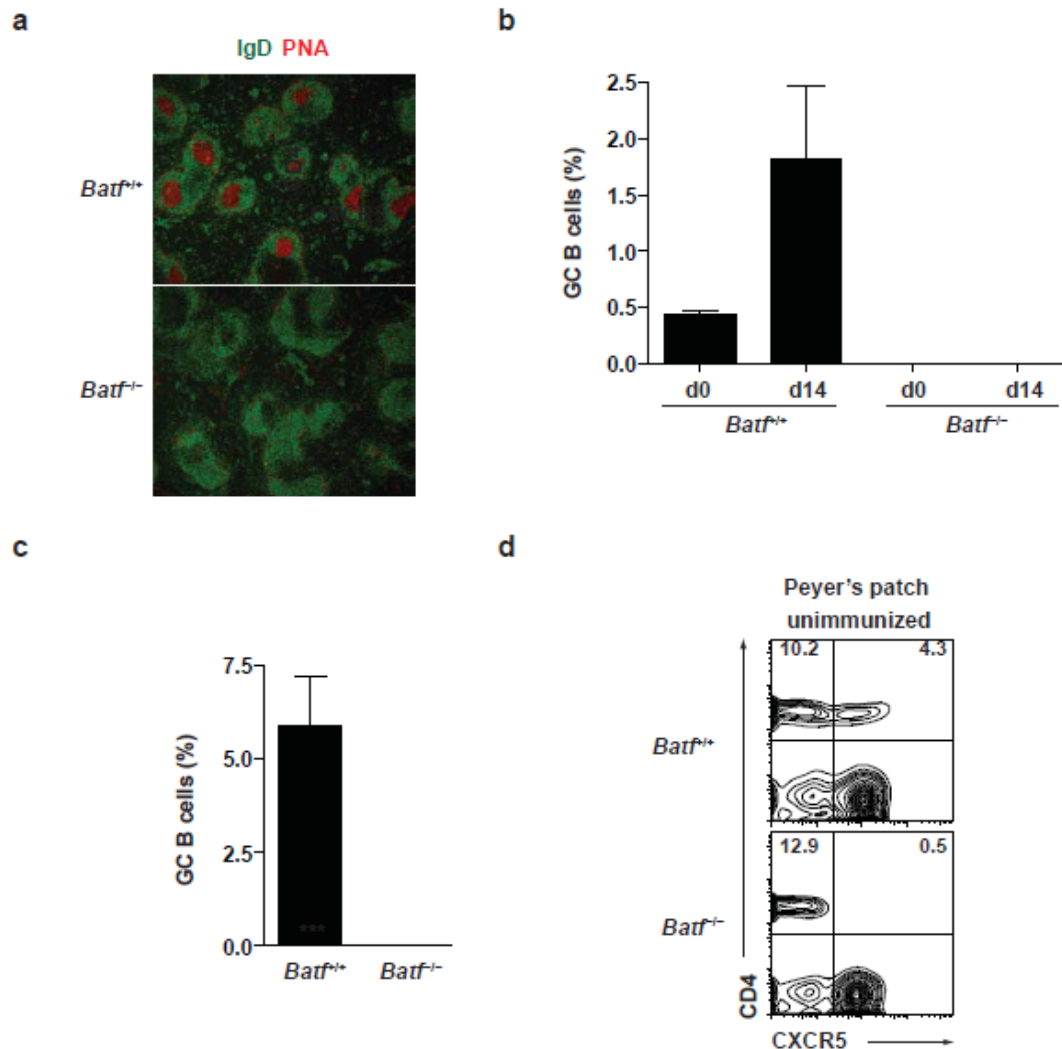 a
IgD PNA
Batf+/+
Batf-/-
b
GC B cells (%)
2.5
2.0
1.5
1.0
0.5
0.0
d0 d14 d0 d14
Batf+/+ Batf-/-
c
GC B cells (%)
7.5
5.0
2.5
0.0
***
Batf+/+ Batf-/-
d
Peyer's patch
unimmunized
Batf+/+
10.2 4.3
Batf-/-
12.9 0.5
CD4
CXCR5